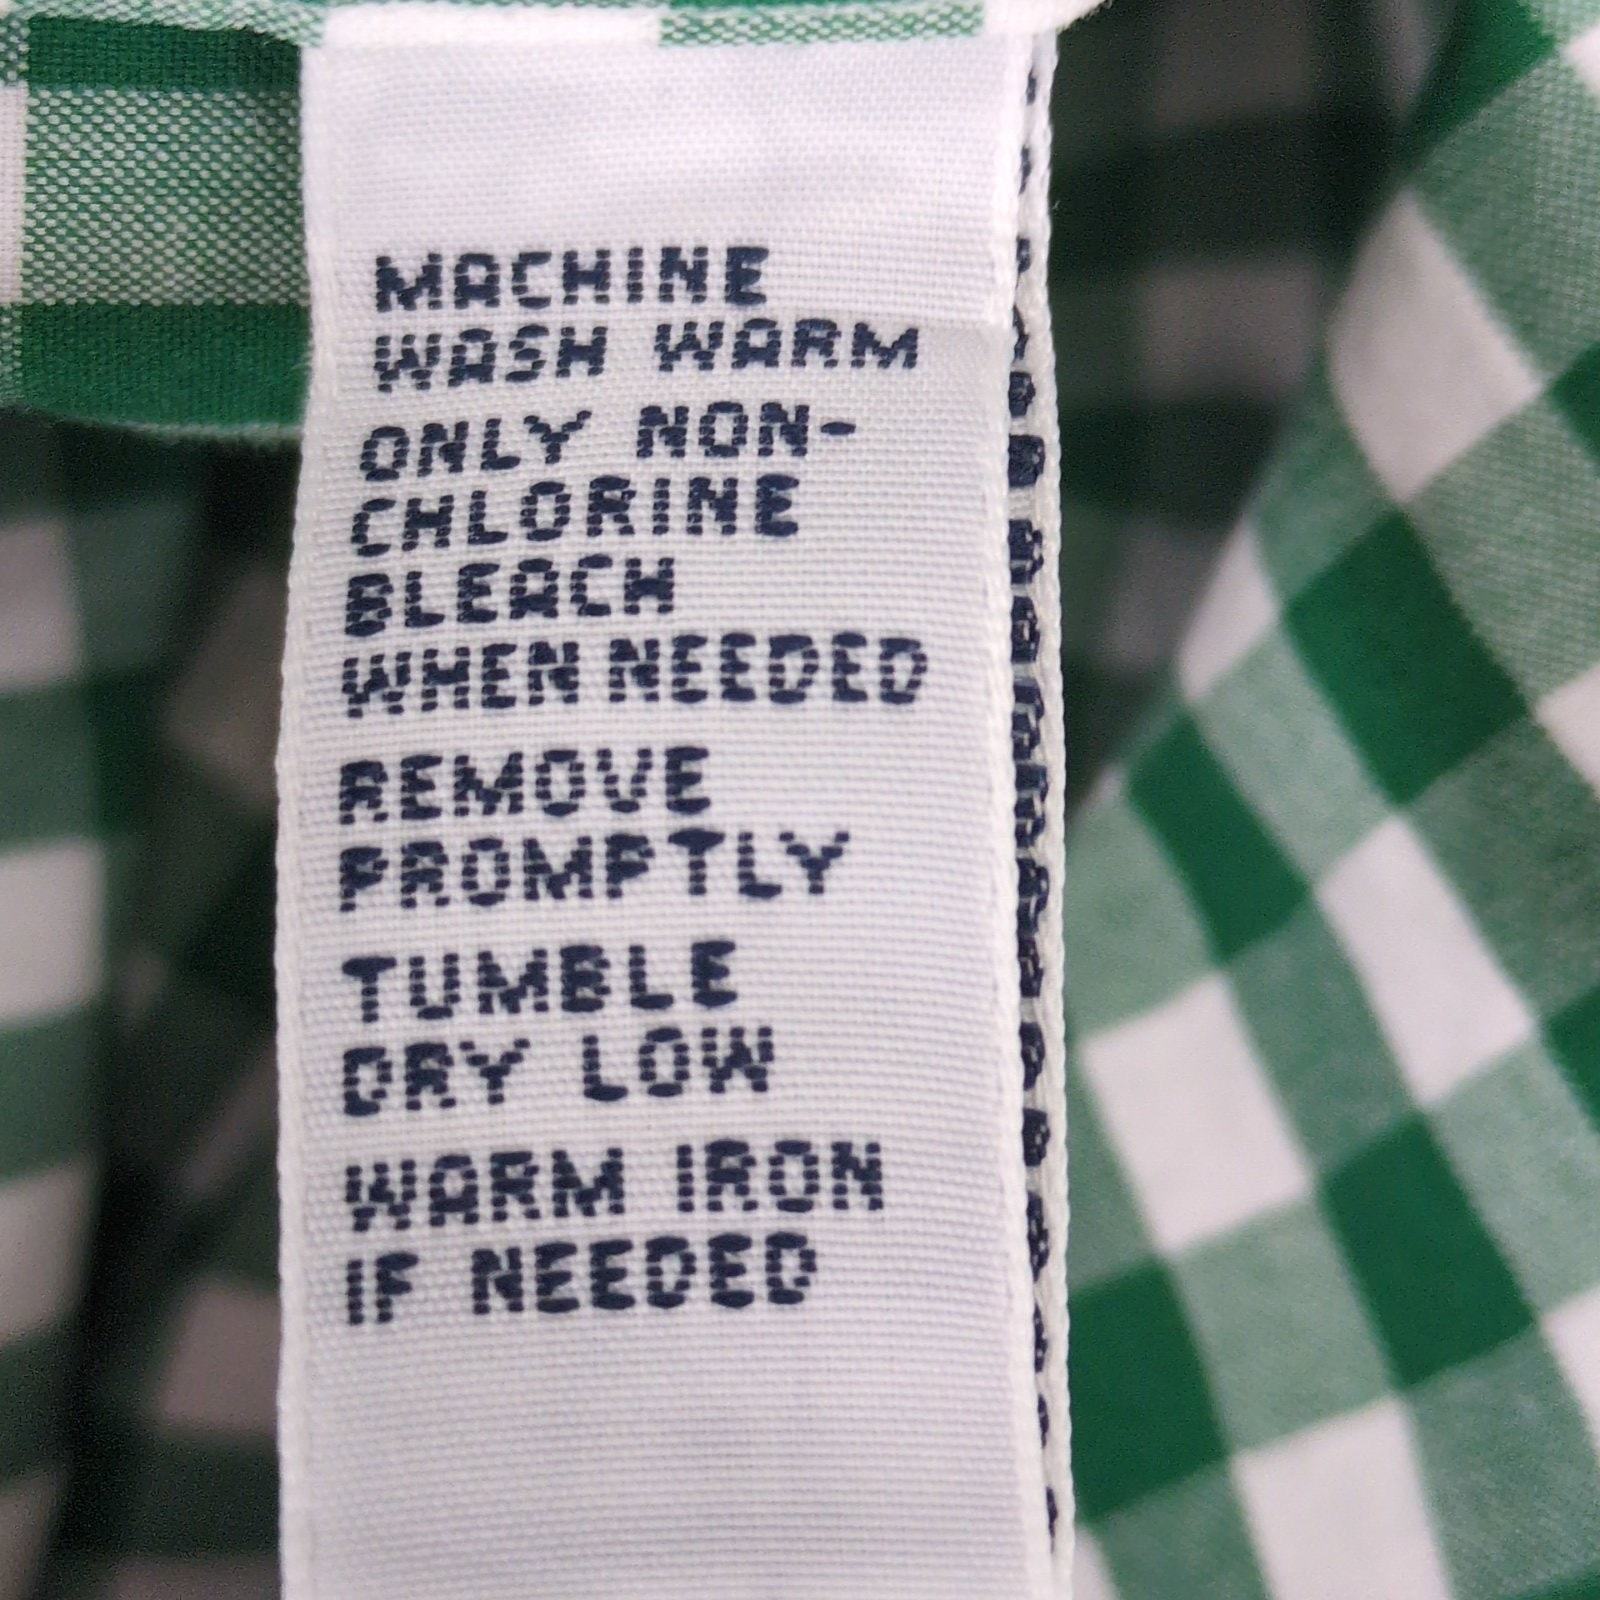 MACHINE
WASH WARM
ONLY NON-
CHLORINE
BLEACH
WHEN NEEDED
REMOVE
PROMPTLY
TUMBLE
DRY LOW
WARM IRON
IF NEEDED